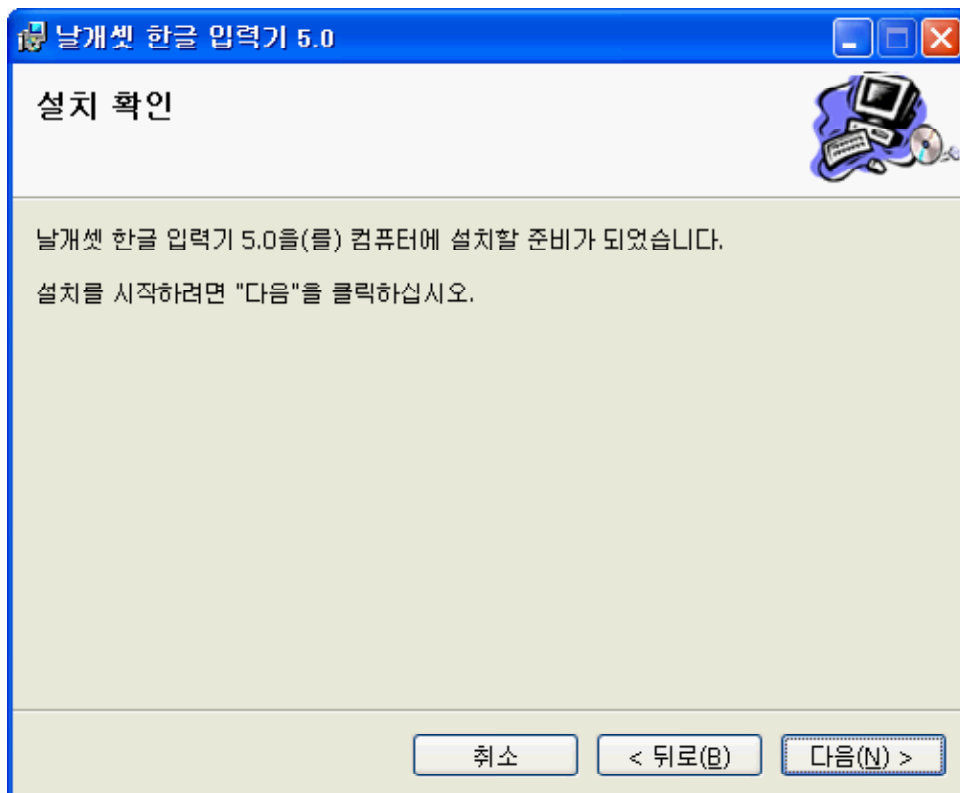 날개셋 한글 입력기 5.0
설치 확인
날개셋 한글 입력기 5.0을(를) 컴퓨터에 설치할 준비가 되었습니다.
설치를 시작하려면 "다음"을 클릭하십시오.
취소
< 뒤로(B)
다음(N) >